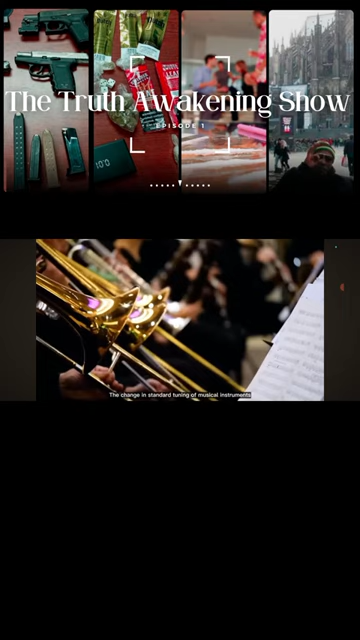 The Truth Awakening Show
EPISODE 1
The change in standard tuning of musical instruments